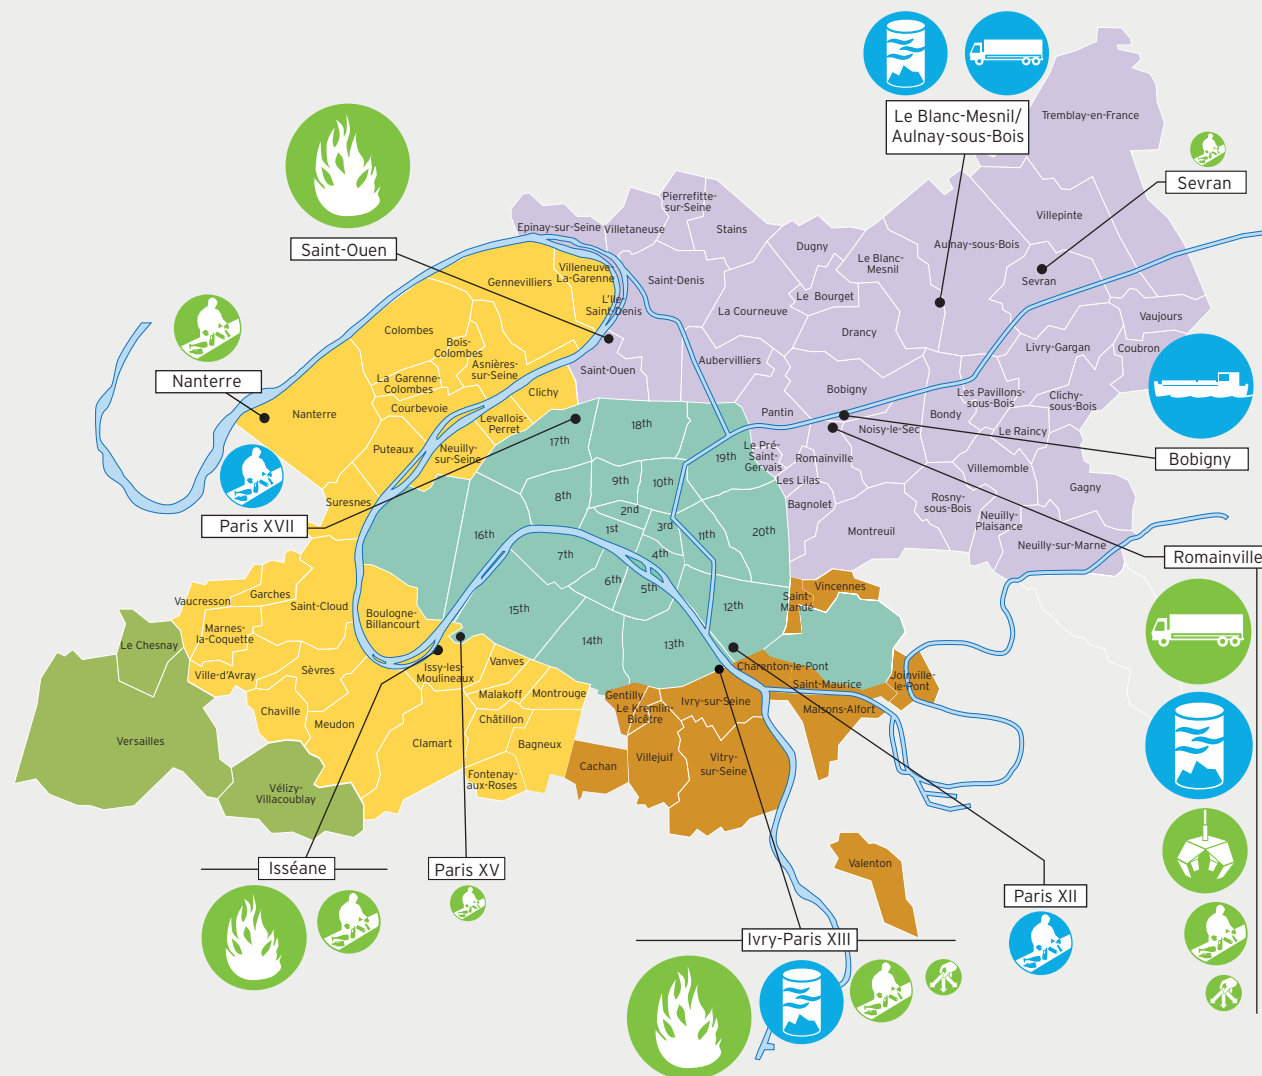 Le Blanc-Mesnil/
Aulnay-sous-Bois
Tremblay-en-France
Sevran
Saint-Ouen
Pierrefitte-
sur-Seine
Epinay-sur-Seine
Villetaneuse
Stains
Villepinte
Dugny
Aulnay-sous-Bois
Le Blanc-
Mesnil
Villeneuve-
La-Garenne
Gennevilliers
Saint-Denis
Sevran
L'Ile-
Saint-Denis
Le Bourget
La Courneuve
Vaujours
Colombes
Drancy
Bois-
Colombes
Livry-Gargan
Coubron
Asnières-
sur-Seine
Aubervilliers
Saint-Ouen
Nanterre
La Garenne-
Colombes
Clichy
Bobigny
Les Pavillons-
sous-Bois
Clichy-
sous-Bois
Courbevoie
Nanterre
Levallois-
Perret
Pantin
Bondy
18th
Noisy-le-Sec
Le Raincy
17th
Puteaux
Neuilly-
sur-Seine
19th
Le Pré-
Saint-
Gervais
Romainville
Bobigny
Villemomble
9th
10th
Les Lilas
Gagny
8th
Suresnes
Bagnolet
Rosny-
sous-Bois
2nd
Neuilly-
Plaisance
Paris XVII
1st
3rd
16th
11th
20th
Montreuil
Neuilly-sur-Marne
7th
4th
Romainville
6th
5th
Vincennes
Garches
Vaucresson
Saint-Cloud
Saint-
Mandé
15th
12th
Boulogne-
Billancourt
Marnes-
la-Coquette
14th
13th
Le Chesnay
Vanves
Charenton-le-Pont
Sèvres
Issy-les-
Moulineaux
Ville-d'Avray
Saint-Maurice
Joinville-
le-Pont
Malakoff
Montrouge
Gentilly
Ivry-sur-Seine
Le Kremlin-
Bicêtre
Maisons-Alfort
Chaville
Meudon
Châtillon
Versailles
Clamart
Bagneux
Villejuif
Vitry-
sur-Seine
Cachan
Fontenay-
aux-Roses
Vélizy-
Villacoublay
Valenton
Isséane
Paris XV
Paris XII
Ivry-Paris XIII